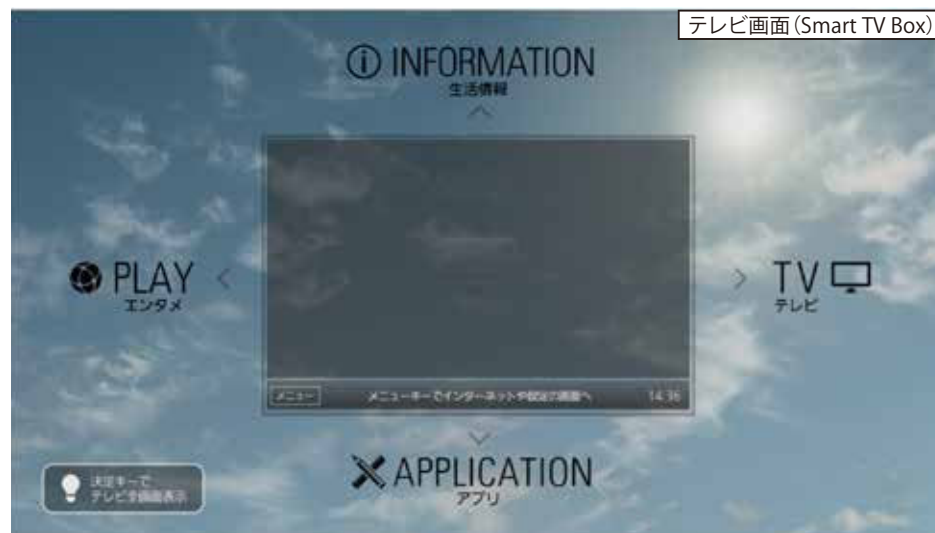 テレビ画面（Smart TV Box）
INFORMATION
生活情報
PLAY
エンタメ
TV
テレビ
メニュー メニューキーでインターネットや設定の画面へ 14:36
APPLICATION
アプリ
決定キーで
テレビ全画面表示